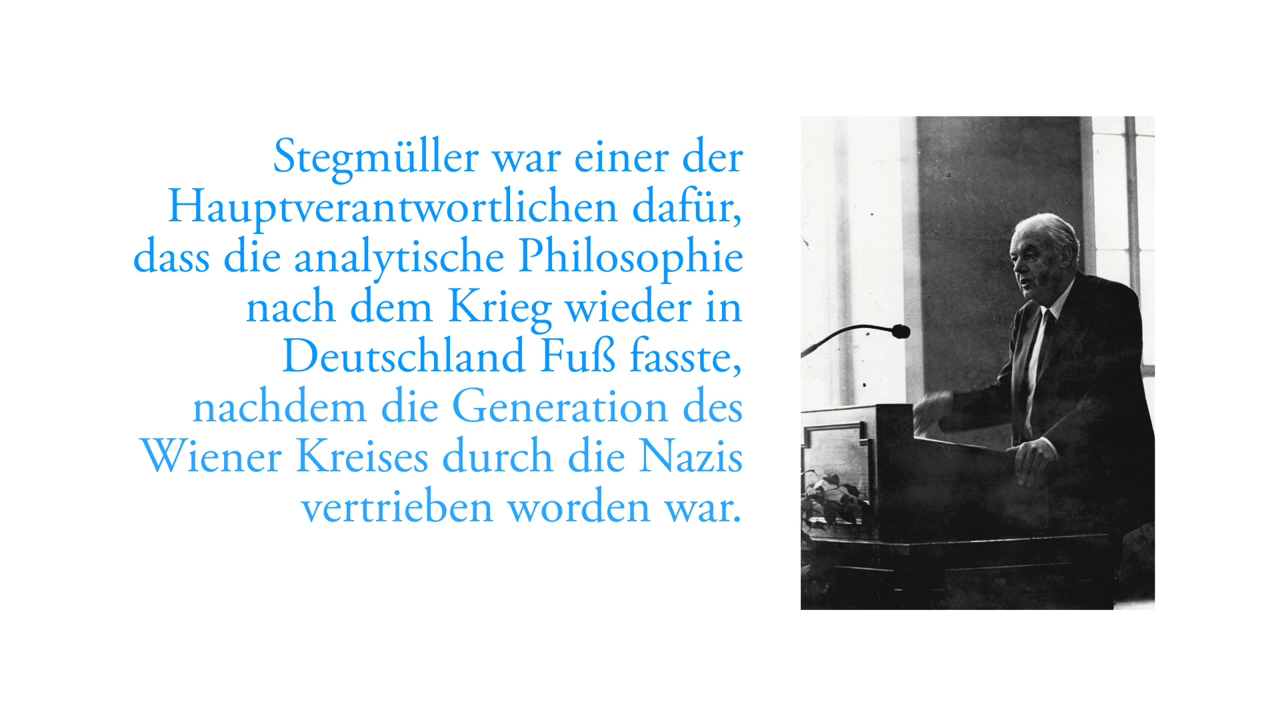 Stegmüller war einer der
Hauptverantwortlichen dafür,
dass die analytische Philosophie
nach dem Krieg wieder in
Deutschland Fuß fasste,
nachdem die Generation des
Wiener Kreises durch die Nazis
vertrieben worden war.